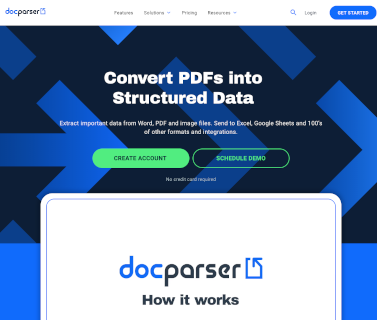 docparser
Features Solutions Pricing Resources Login GET STARTED
Convert PDFs into
Structured Data
Extract important data from Word, PDF and image files. Send to Excel, Google Sheets and 100's
of other formats and integrations.
CREATE ACCOUNT SCHEDULE DEMO
No credit card required
docparser
How it works